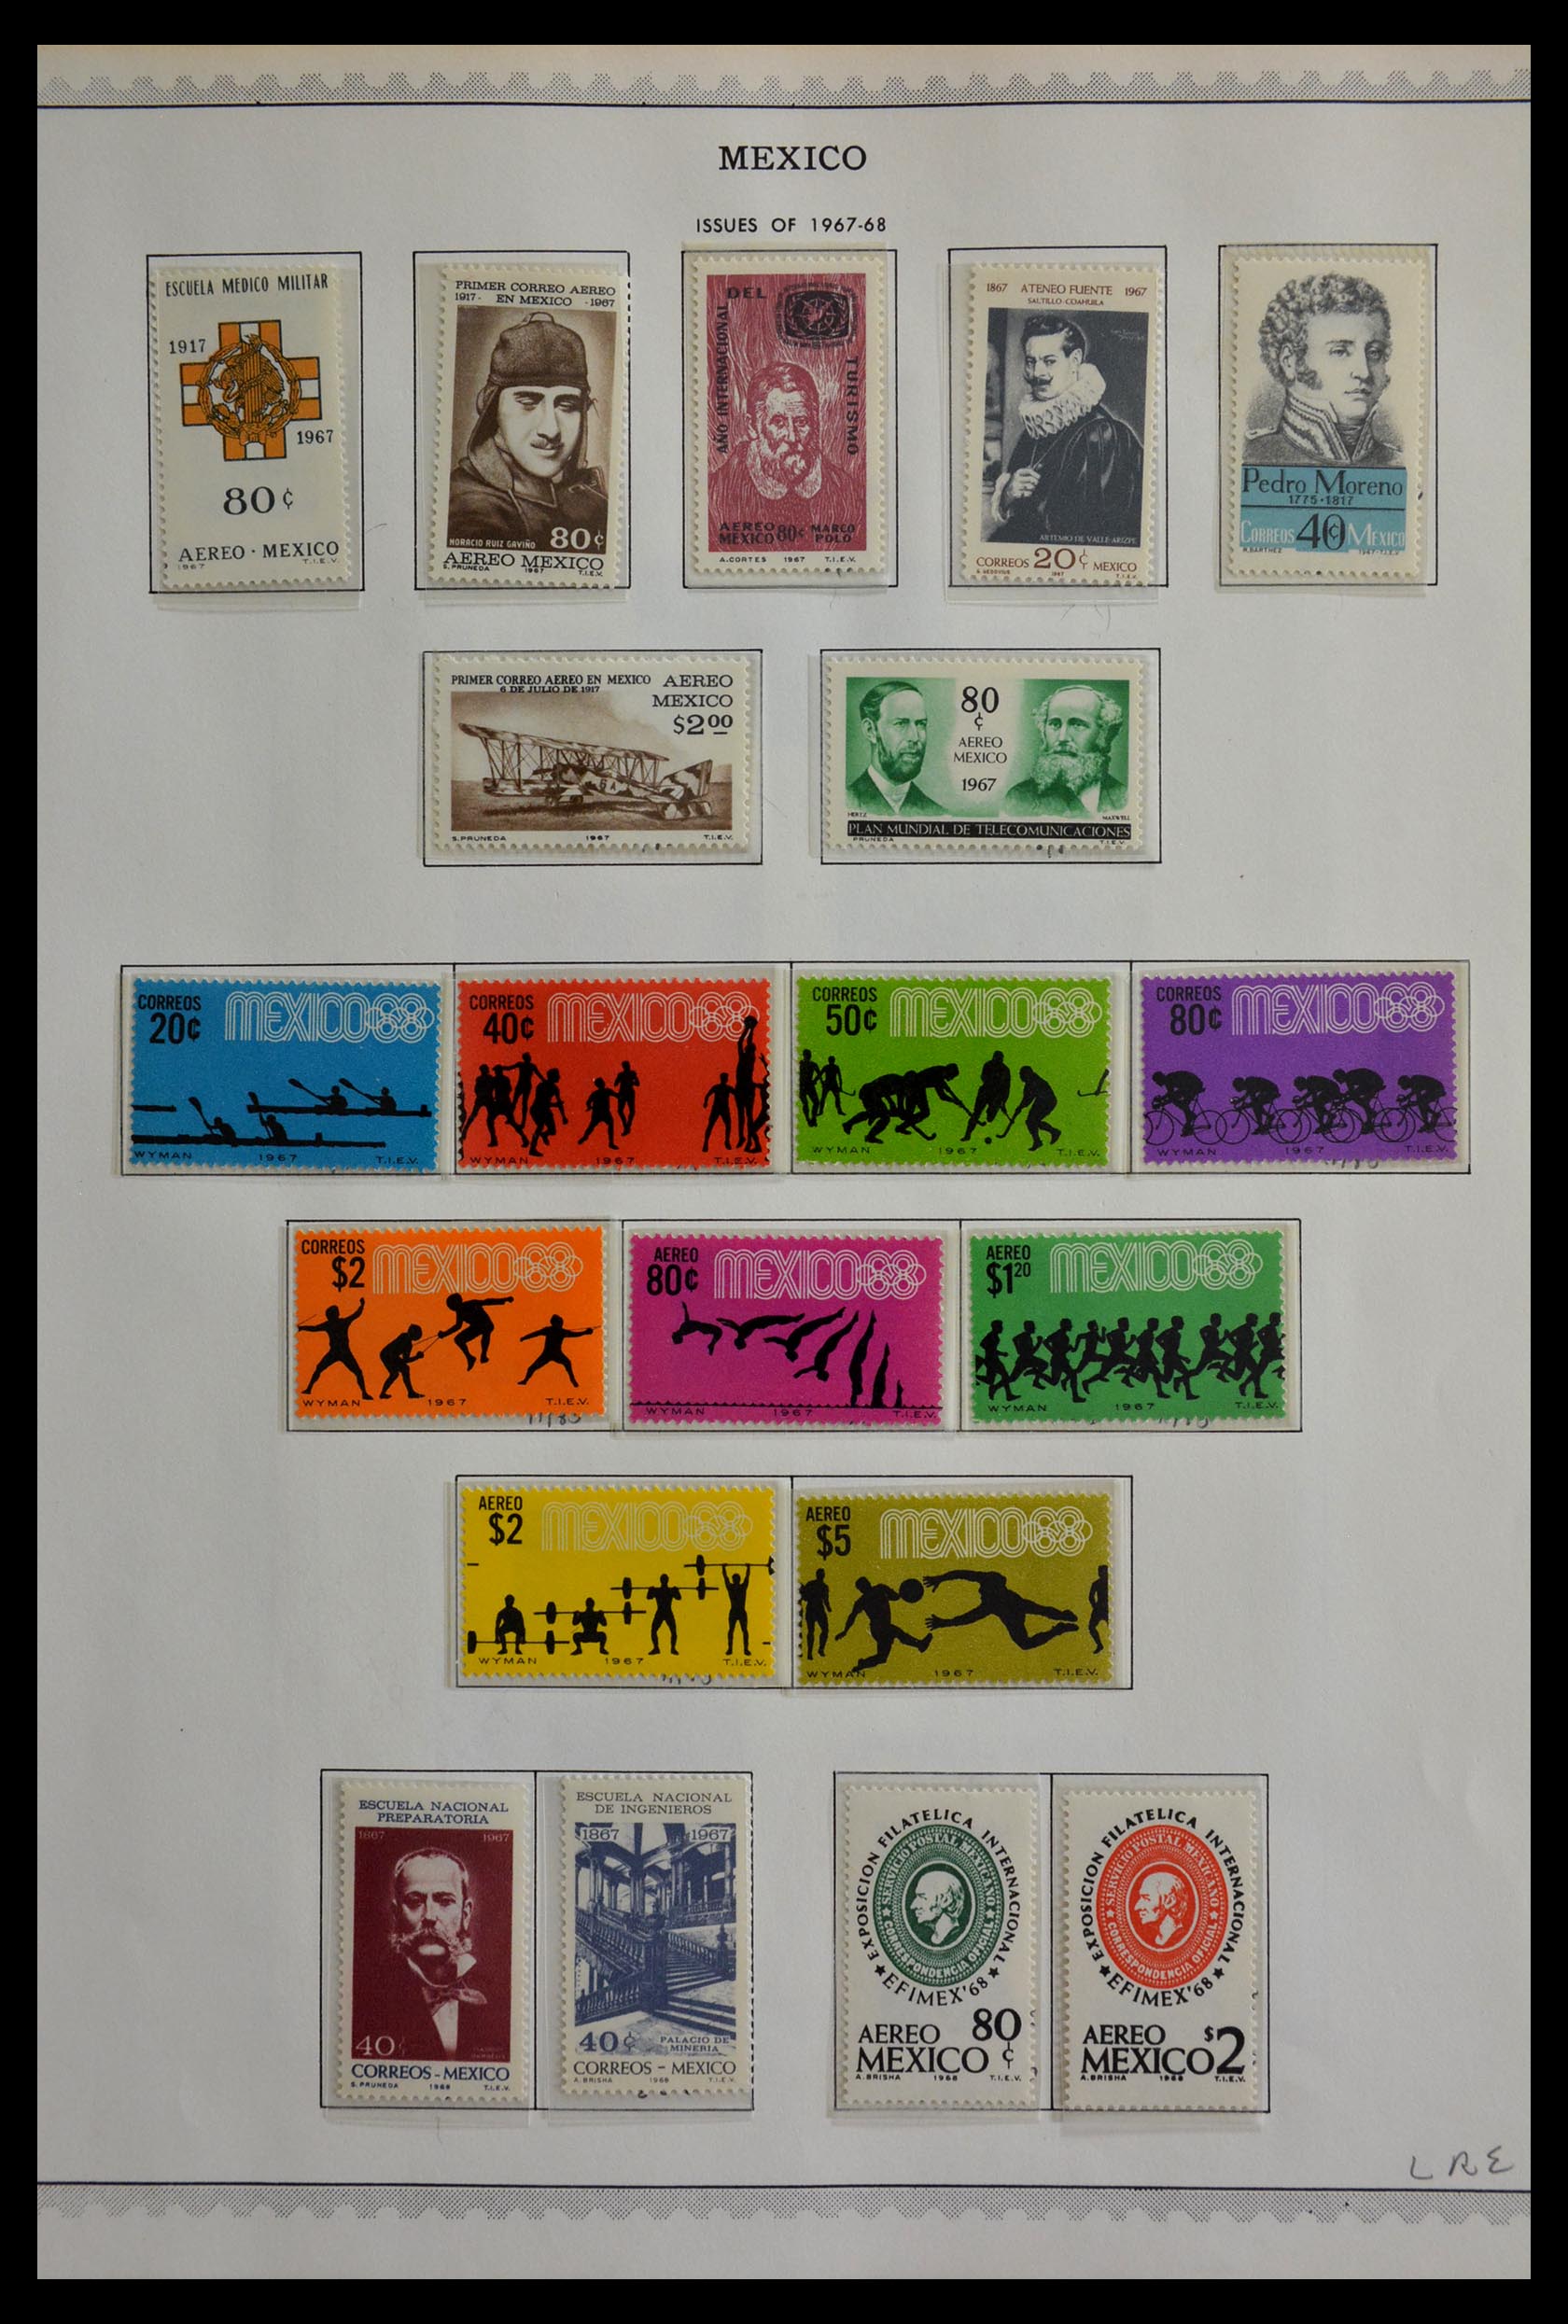 MEXICO
ISSUES OF 1967-68
ESCUELA MEDICO MILITAR
1917
1967
80¢
AEREO · MEXICO
1967 T.I.E.V.
PRIMER CORREO AEREO
1917- EN MEXICO -1967
HORACIO RUIZ GAVIÑO 80¢
AEREO MEXICO
S. PRUNEDA 1967 T.I.E.V.
AÑO INTERNACIONAL
DEL
TURISMO
AEREO 80¢ MARCO
MEXICO POLO
A. CORTES 1967 T.I.E.V.
1867 ATENEO FUENTE 1967
SALTILLO-COAHUILA
ARTEMIO DE VALLE-ARIZPE
CORREOS 20¢ MEXICO
1967 T.I.E.V.
Pedro Moreno
1775·1817
CORREOS 40¢ MEXICO
R. BARTHEZ 1967-T.I.E.V.
PRIMER CORREO AEREO EN MEXICO AEREO
6 DE JULIO DE 1917
MEXICO
$2.00
6A
S. PRUNEDA 1967 T.I.E.V.
80
¢
AEREO
MEXICO
1967
HERTZ MAXWELL
PLAN MUNDIAL DE TELECOMUNICACIONES
PRUNEDA T.I.E.V.
CORREOS MEXICO68
20¢
WYMAN 1967 T.I.E.V.
CORREOS MEXICO68
40¢
WYMAN 1967 T.I.E.V.
CORREOS MEXICO68
50¢
WYMAN 1967 T.I.E.V.
CORREOS MEXICO68
80¢
WYMAN 1967 T.I.E.V.
CORREOS MEXICO68
$2
WYMAN 1967 T.I.E.V.
11/85
AEREO MEXICO68
80¢
WYMAN 1967 T.I.E.V.
AEREO MEXICO68
$1.20
WYMAN 1967 T.I.E.V.
AEREO MEXICO68
$2
WYMAN 1967 T.I.E.V.
AEREO MEXICO68
$5
WYMAN 1967 T.I.E.V.
ESCUELA NACIONAL
PREPARATORIA
1867 1967
40¢
CORREOS - MEXICO
S. PRUNEDA 1968 T.I.E.V.
ESCUELA NACIONAL
DE INGENIEROS
1867 1967
40¢ PALACIO DE
MINERIA
CORREOS - MEXICO
A. BRISHA 1968 T.I.E.V.
EXPOSICION FILATELICA INTERNACIONAL
★ EFIMEX'68 ★
SERVICIO POSTAL MEXICANO
★ CORRESPONDENCIA OFICIAL ★
AEREO 80
MEXICO ¢
A. BRISHA 1968 T.I.E.V.
EXPOSICION FILATELICA INTERNACIONAL
★ EFIMEX'68 ★
SERVICIO POSTAL MEXICANO
★ CORRESPONDENCIA OFICIAL ★
AEREO
MEXICO $2
A. BRISHA 1968 T.I.E.V.
LRE